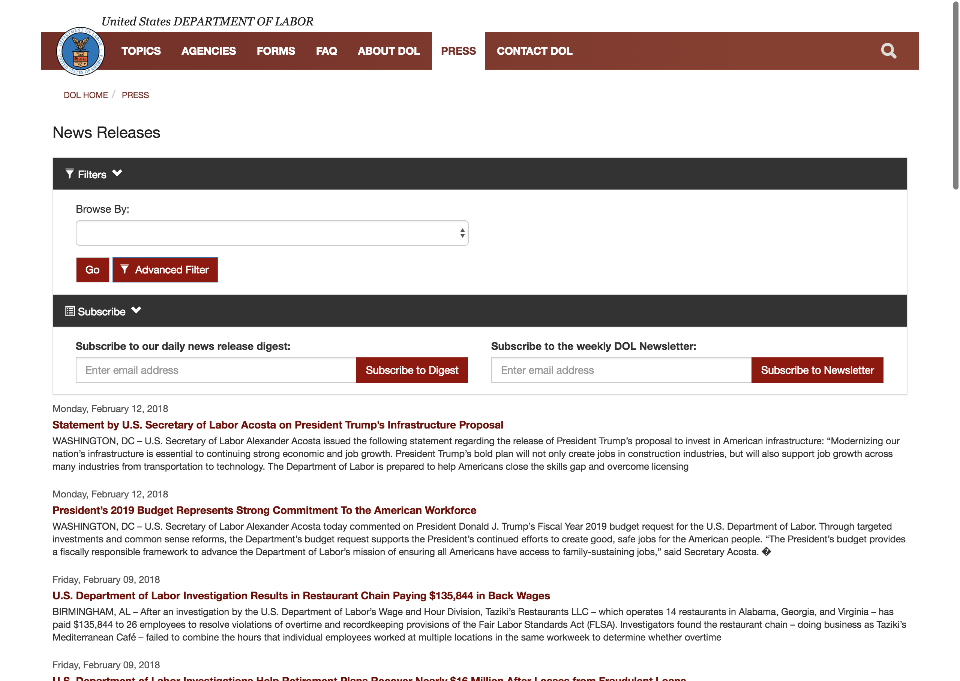 United States DEPARTMENT OF LABOR
TOPICS AGENCIES FORMS FAQ ABOUT DOL PRESS CONTACT DOL
DOL HOME / PRESS
News Releases
Filters
Browse By:
Go Advanced Filter
Subscribe
Subscribe to our daily news release digest: Subscribe to the weekly DOL Newsletter:
Enter email address Subscribe to Digest Enter email address Subscribe to Newsletter
Monday, February 12, 2018
Statement by U.S. Secretary of Labor Acosta on President Trump's Infrastructure Proposal
WASHINGTON, DC – U.S. Secretary of Labor Alexander Acosta issued the following statement regarding the release of President Trump's proposal to invest in American infrastructure: “Modernizing our
nation's infrastructure is essential to continuing strong economic and job growth. President Trump's bold plan will not only create jobs in construction industries, but will also support job growth across
many industries from transportation to technology. The Department of Labor is prepared to help Americans close the skills gap and overcome licensing
Monday, February 12, 2018
President's 2019 Budget Represents Strong Commitment To the American Workforce
WASHINGTON, DC – U.S. Secretary of Labor Alexander Acosta today commented on President Donald J. Trump's Fiscal Year 2019 budget request for the U.S. Department of Labor. Through targeted
investments and common sense reforms, the Department's budget request supports the President's continued efforts to create good, safe jobs for the American people. “The President's budget provides
a fiscally responsible framework to advance the Department of Labor's mission of ensuring all Americans have access to family-sustaining jobs,” said Secretary Acosta. �
Friday, February 09, 2018
U.S. Department of Labor Investigation Results in Restaurant Chain Paying $135,844 in Back Wages
BIRMINGHAM, AL – After an investigation by the U.S. Department of Labor's Wage and Hour Division, Taziki's Restaurants LLC – which operates 14 restaurants in Alabama, Georgia, and Virginia – has
paid $135,844 to 26 employees to resolve violations of overtime and recordkeeping provisions of the Fair Labor Standards Act (FLSA). Investigators found the restaurant chain – doing business as Taziki's
Mediterranean Café – failed to combine the hours that individual employees worked at multiple locations in the same workweek to determine whether overtime
Friday, February 09, 2018
U.S. Department of Labor Investigations Help Retirement Plans Recover Nearly $16 Million After Losses from Fraudulent Loans